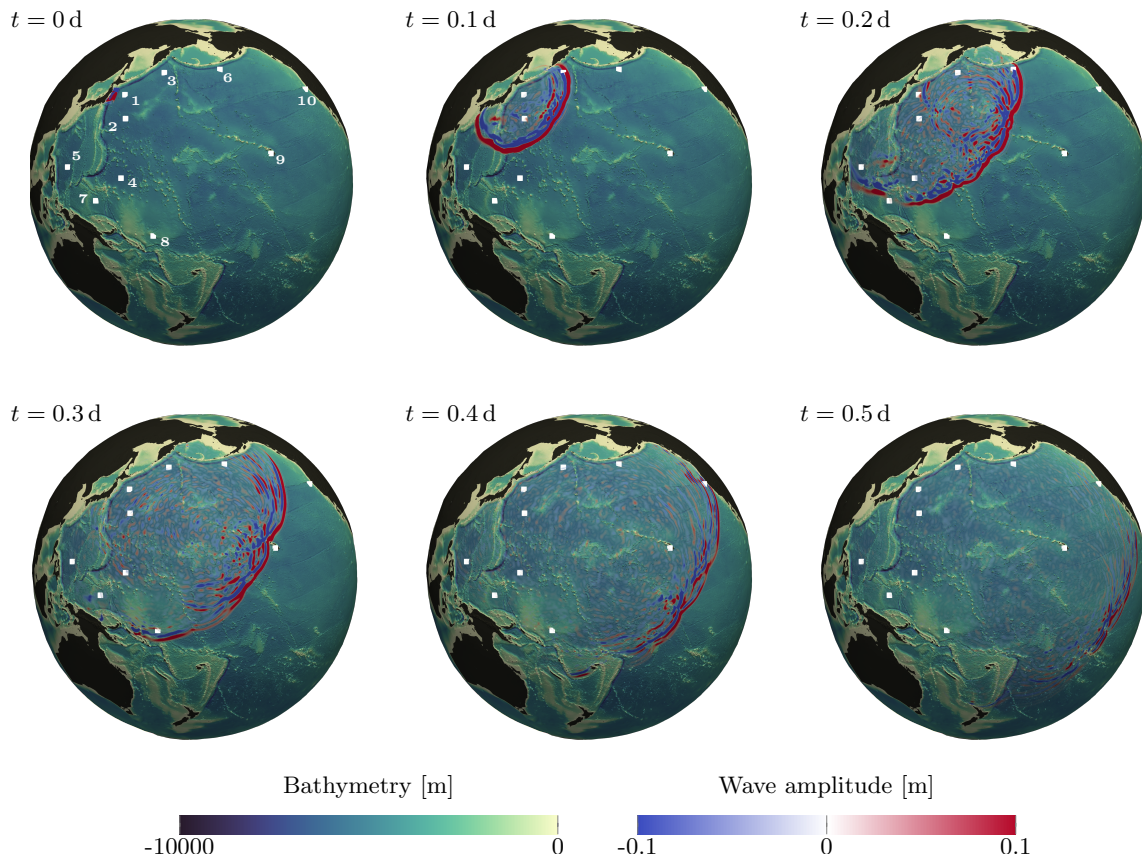 t = 0 d
t = 0.1 d
t = 0.2 d
3
6
1
10
2
9
5
4
7
8
t = 0.3 d
t = 0.4 d
t = 0.5 d
Bathymetry [m]
Wave amplitude [m]
-10000
0
-0.1
0
0.1